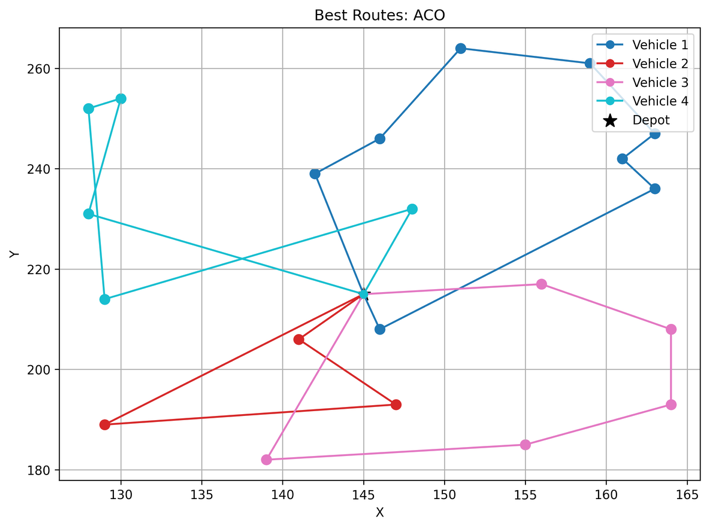 Best Routes: ACO
Vehicle 1
Vehicle 2
Vehicle 3
Vehicle 4
Depot
Y
260
240
220
200
180
130 135 140 145 150 155 160 165
X